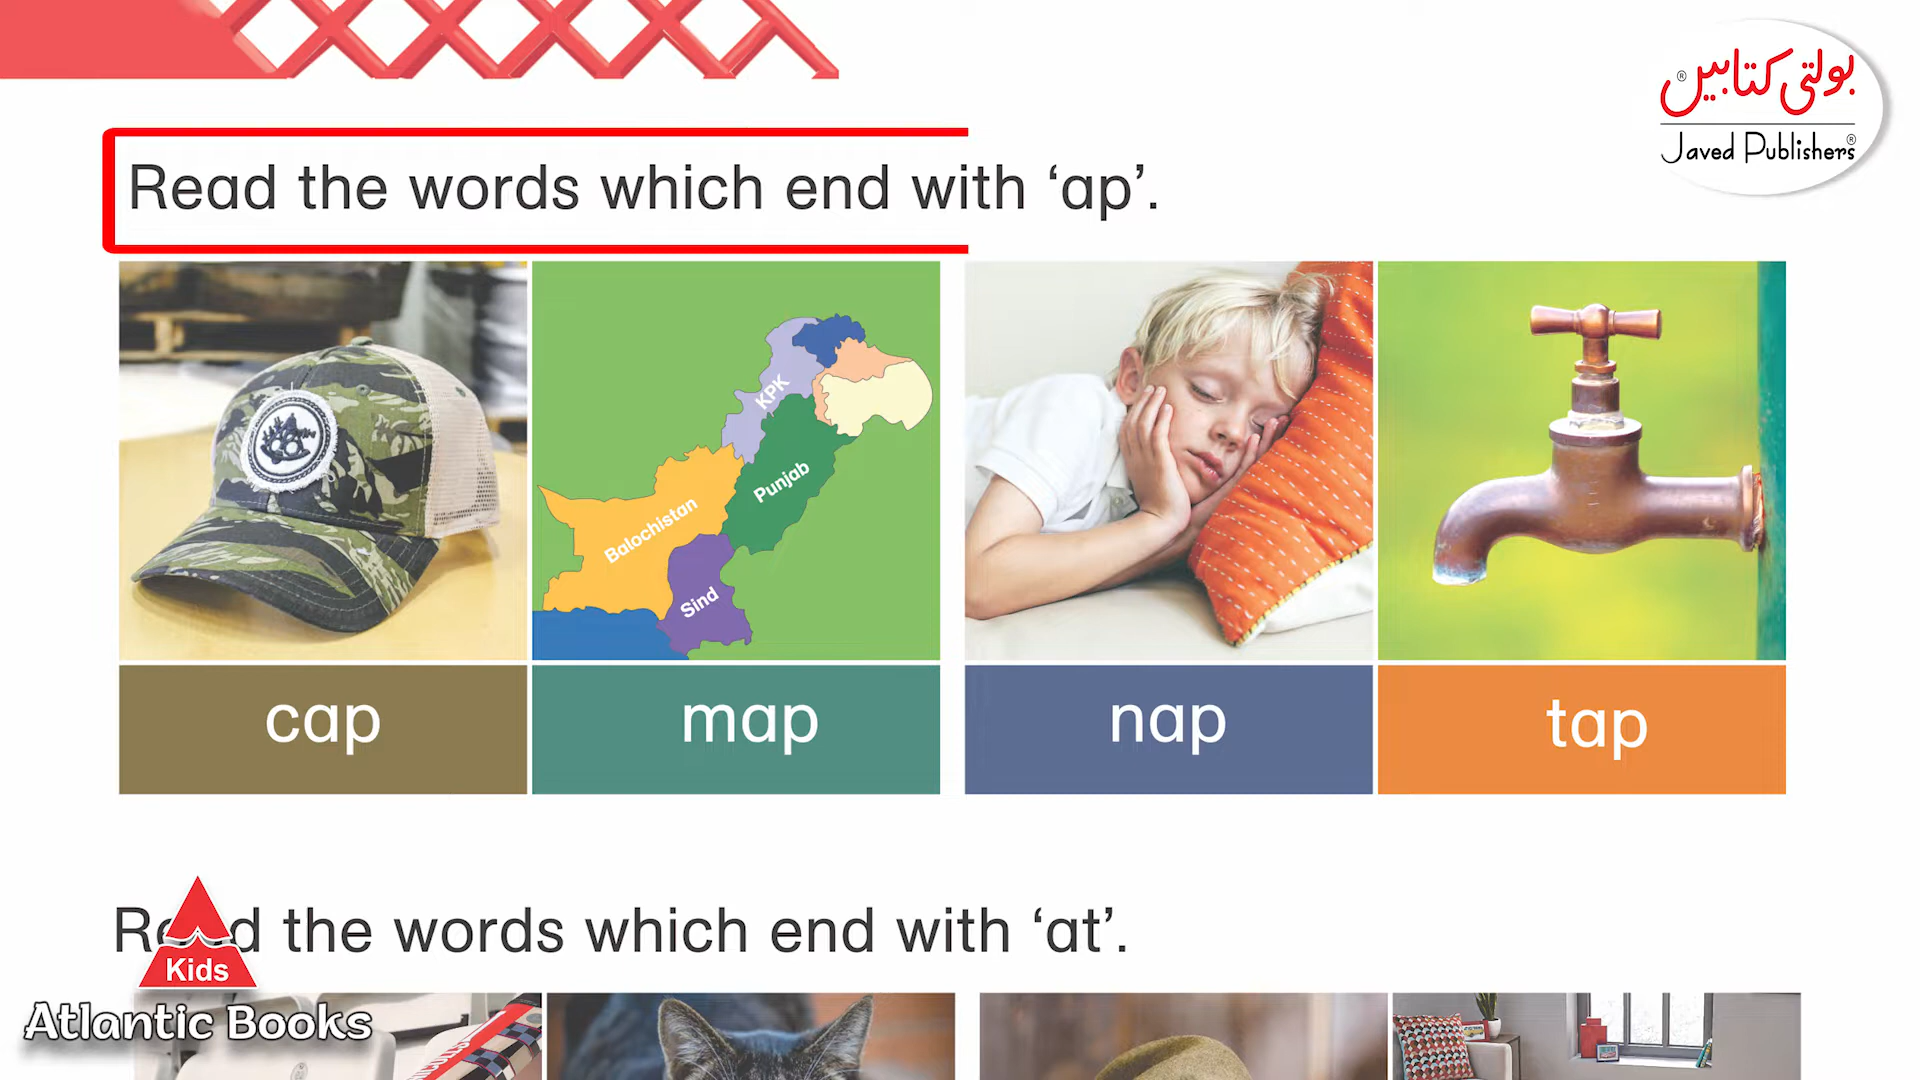 بولتی کتابیں®
Javed Publishers®
Read the words which end with ‘ap’.
KPK
Punjab
Balochistan
Sind
cap
map
nap
tap
Read the words which end with ‘at’.
Kids
Atlantic Books